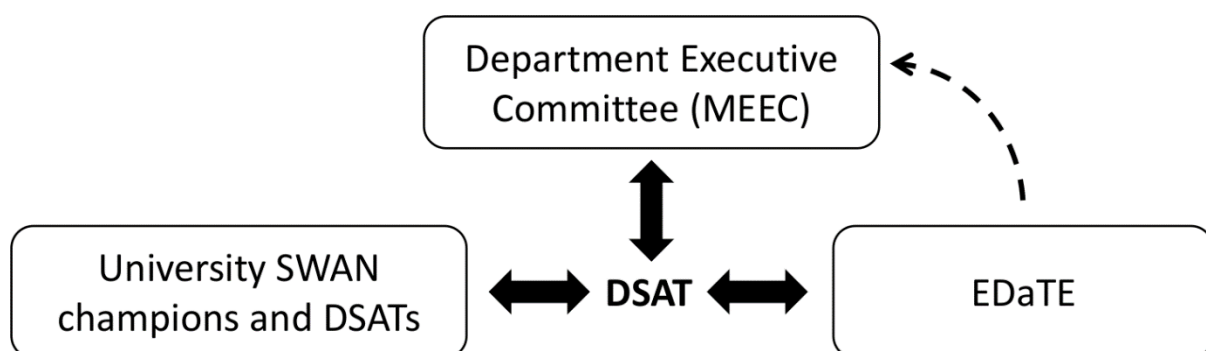 Department Executive
Committee (MEEC)
University SWAN
champions and DSATs
DSAT
EDaTE